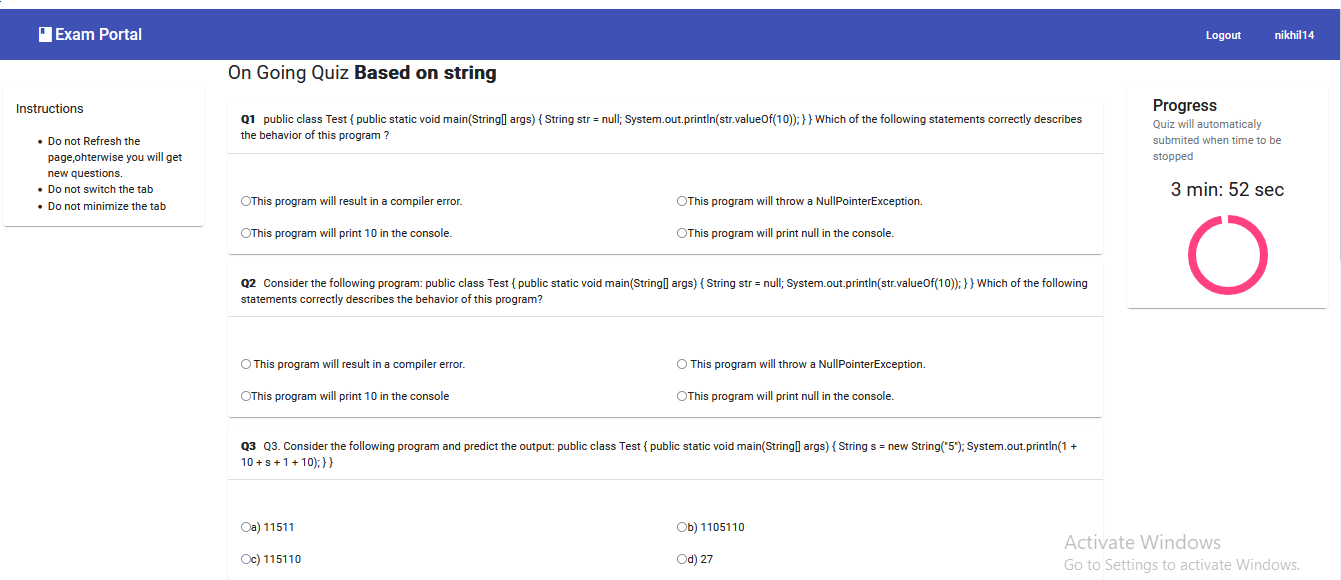 Exam Portal
Logout
nikhil14
On Going Quiz Based on string
Instructions
Do not Refresh the
page,ohterwise you will get
new questions.
Do not switch the tab
Do not minimize the tab
Q1 public class Test { public static void main(String[] args) { String str = null; System.out.println(str.valueOf(10)); } } Which of the following statements correctly describes
the behavior of this program ?
This program will result in a compiler error.
This program will throw a NullPointerException.
This program will print 10 in the console.
This program will print null in the console.
Q2 Consider the following program: public class Test { public static void main(String[] args) { String str = null; System.out.println(str.valueOf(10)); } } Which of the following
statements correctly describes the behavior of this program?
This program will result in a compiler error.
This program will throw a NullPointerException.
This program will print 10 in the console
This program will print null in the console.
Q3 Q3. Consider the following program and predict the output: public class Test { public static void main(String[] args) { String s = new String("5"); System.out.println(1 +
10 + s + 1 + 10); } }
a) 11511
b) 1105110
c) 115110
d) 27
Progress
Quiz will automaticaly
submited when time to be
stopped
3 min: 52 sec
Activate Windows
Go to Settings to activate Windows.